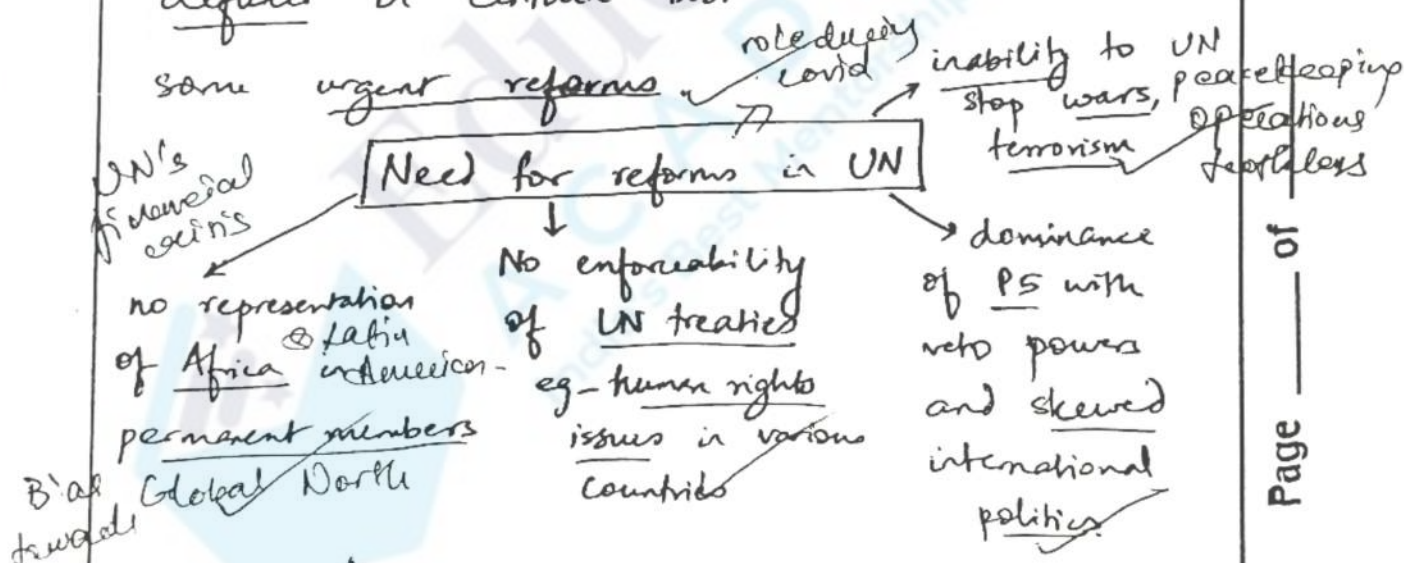 some urgent reforms.
role during
covid
inability to UN
stop wars, peacekeeping
terrorism operations
toothless
Need for reforms in UN
UN's
financial
crisis
no representation
of Africa & Latin
in American
permanent members
Bias Global North
towards
No enforceability
of UN treaties
eg- human rights
issues in various
countries
dominance
of P5 with
veto powers
and skewed
international
politics.
Page of